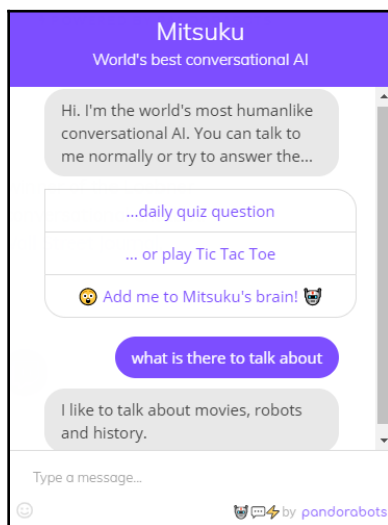 Mitsuku
World's best conversational AI
Hi. I'm the world's most humanlike
conversational AI. You can talk to
me normally or try to answer the...
...daily quiz question
... or play Tic Tac Toe
Add me to Mitsuku's brain!
what is there to talk about
I like to talk about movies, robots
and history.
Type a message...
by pandorabots